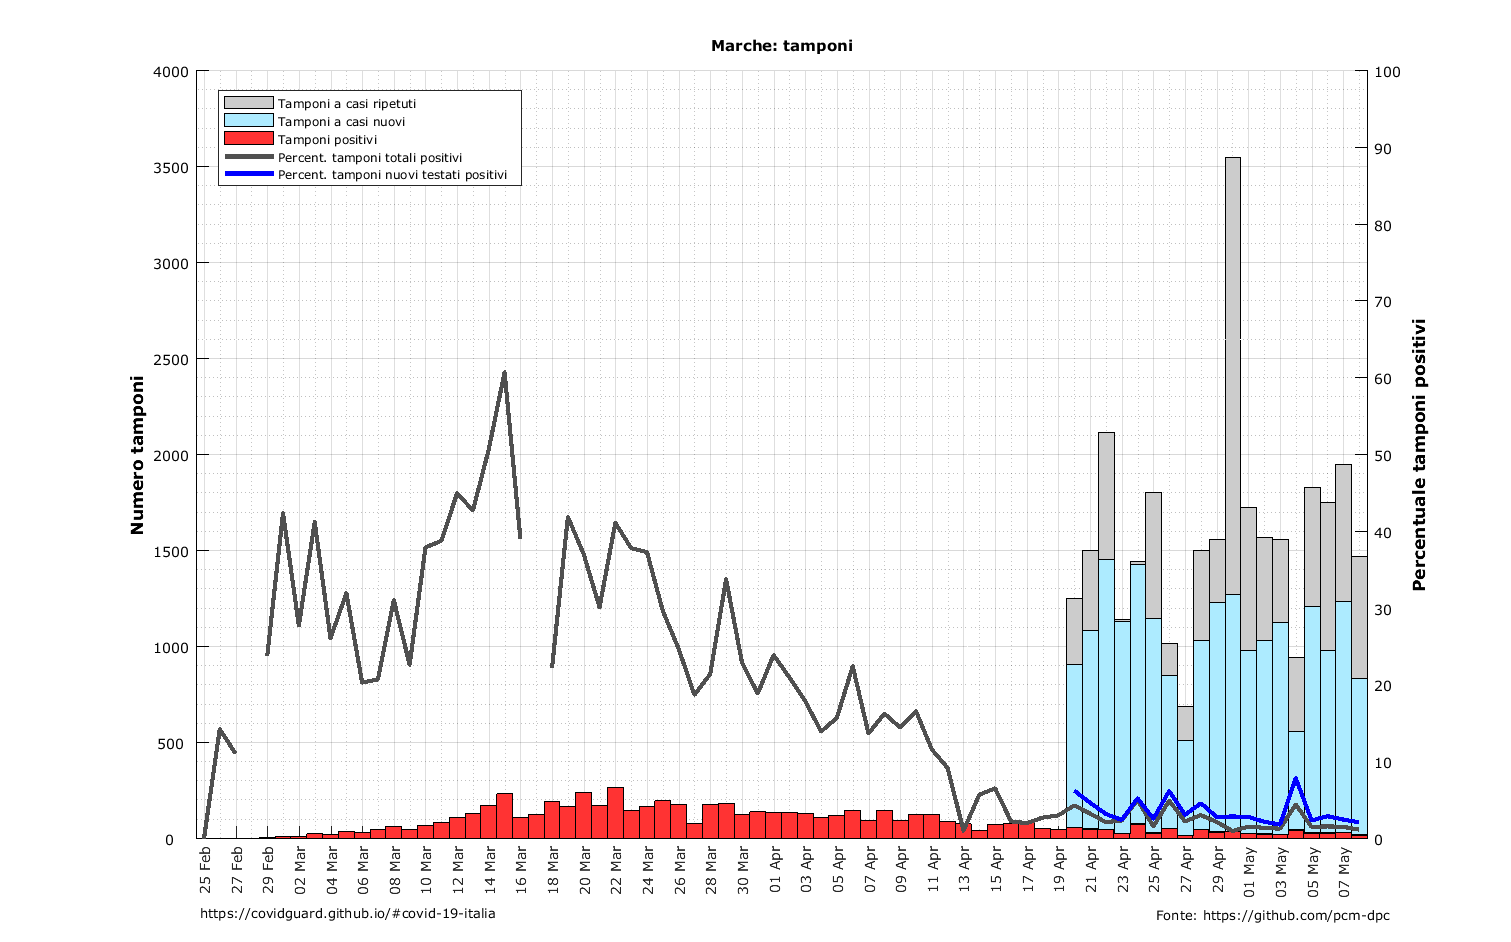 Marche: tamponi
Tamponi a casi ripetuti
Tamponi a casi nuovi
Tamponi positivi
Percent. tamponi totali positivi
Percent. tamponi nuovi testati positivi
Numero tamponi
4000
3500
3000
2500
2000
1500
1000
500
0
100
90
80
70
60
50
40
30
20
10
0
Percentuale tamponi positivi
25 Feb
27 Feb
29 Feb
02 Mar
04 Mar
06 Mar
08 Mar
10 Mar
12 Mar
14 Mar
16 Mar
18 Mar
20 Mar
22 Mar
24 Mar
26 Mar
28 Mar
30 Mar
01 Apr
03 Apr
05 Apr
07 Apr
09 Apr
11 Apr
13 Apr
15 Apr
17 Apr
19 Apr
21 Apr
23 Apr
25 Apr
27 Apr
29 Apr
01 May
03 May
05 May
07 May
https://covidguard.github.io/#covid-19-italia
Fonte: https://github.com/pcm-dpc